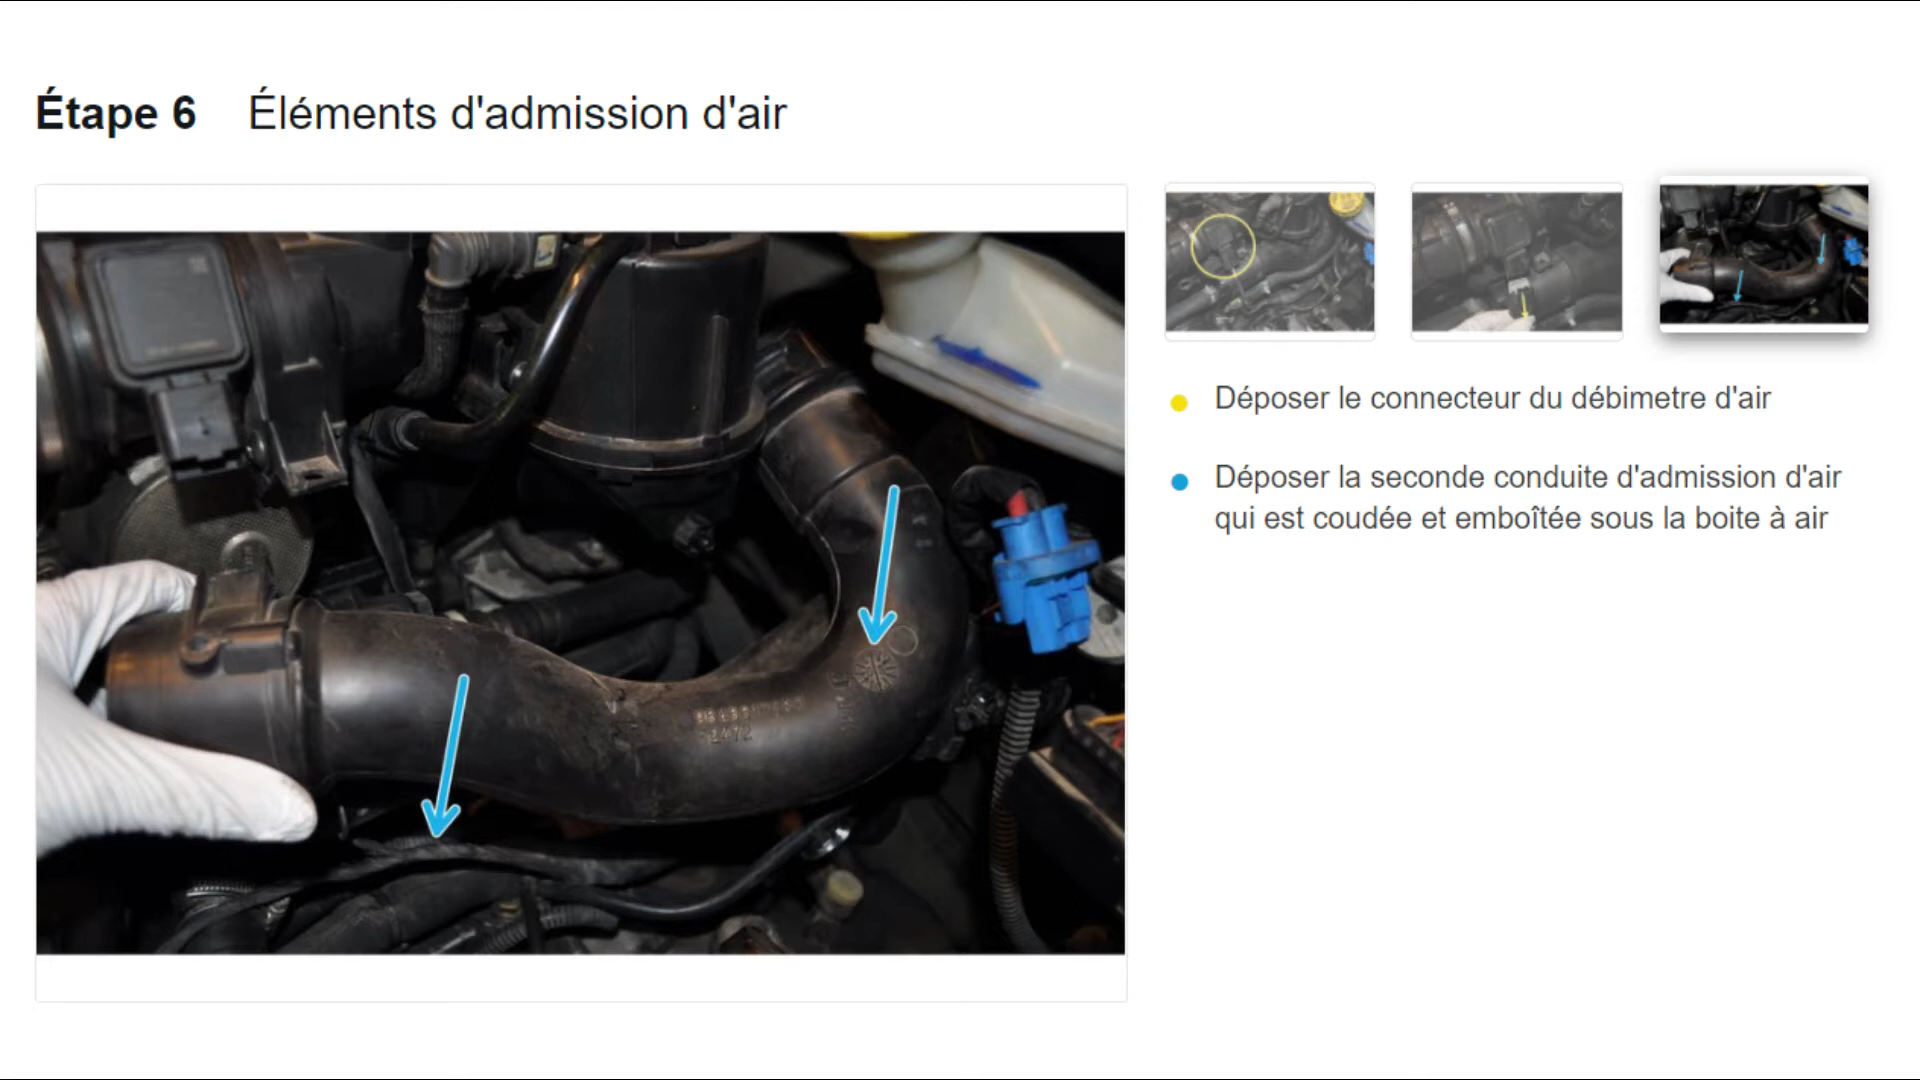 Étape 6 Éléments d'admission d'air
Déposer le connecteur du débimetre d'air
Déposer la seconde conduite d'admission d'air
qui est coudée et emboîtée sous la boite à air